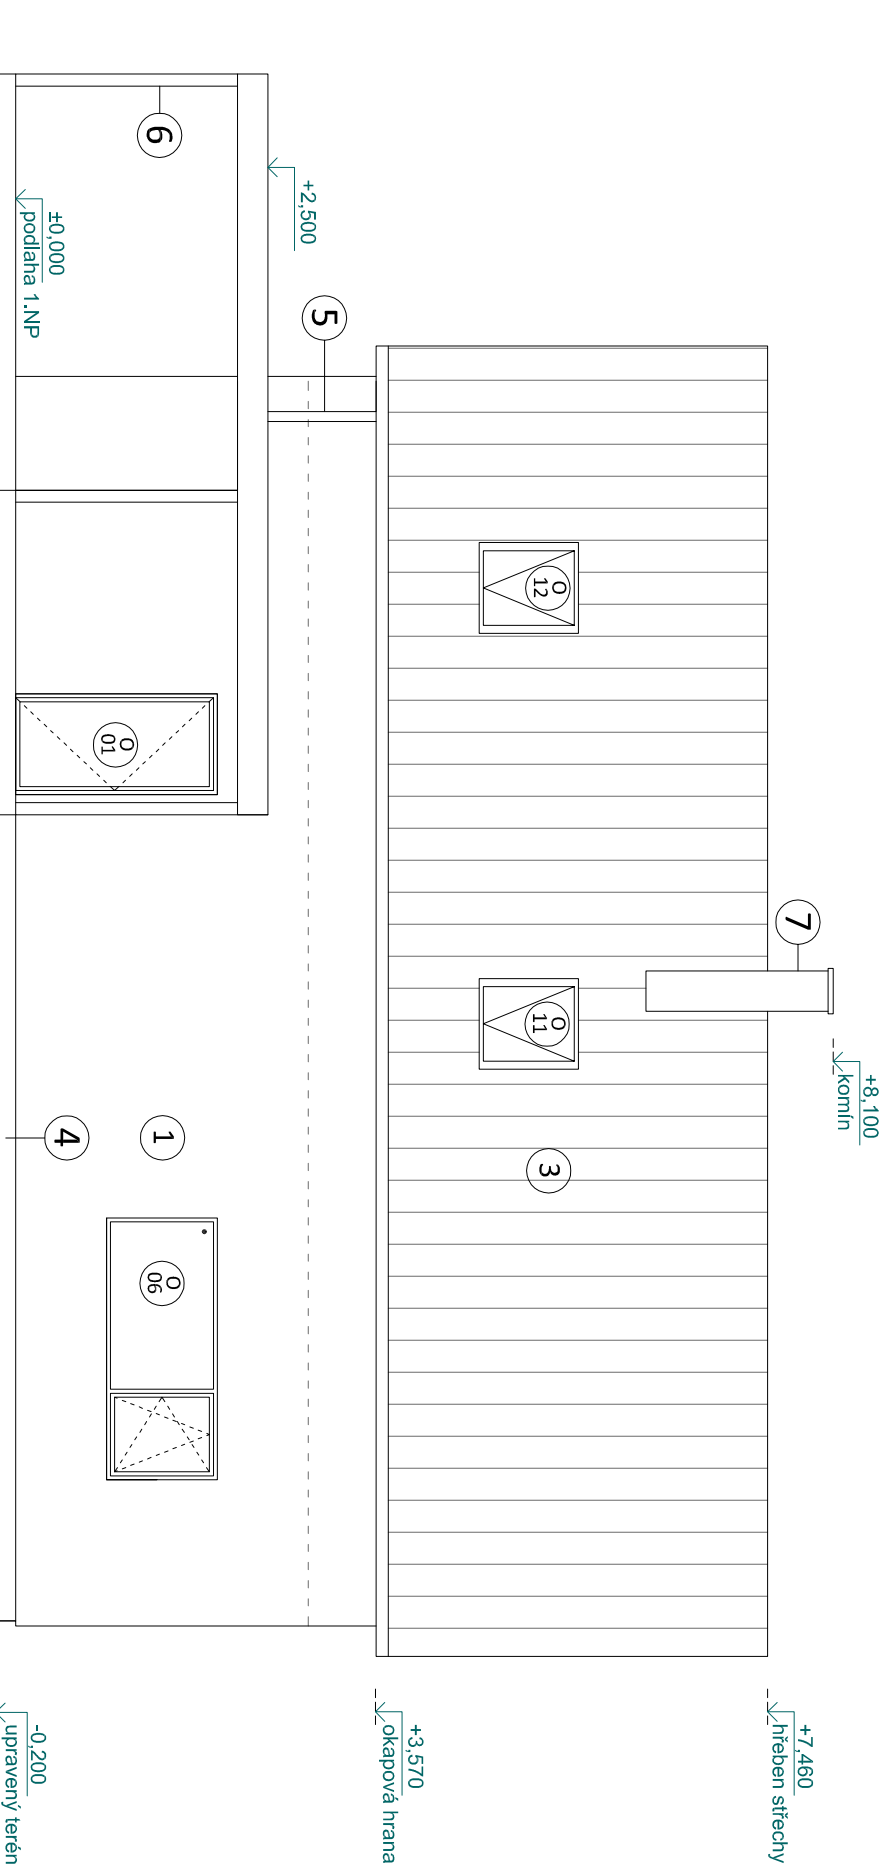 +8,100
komín
7
+7,460
hřeben střechy
O
12
O
11
3
+3,570
okapová hrana
5
+2,500
6
O
01
1
O
06
4
±0,000
podlaha 1.NP
-0,200
upravený terén